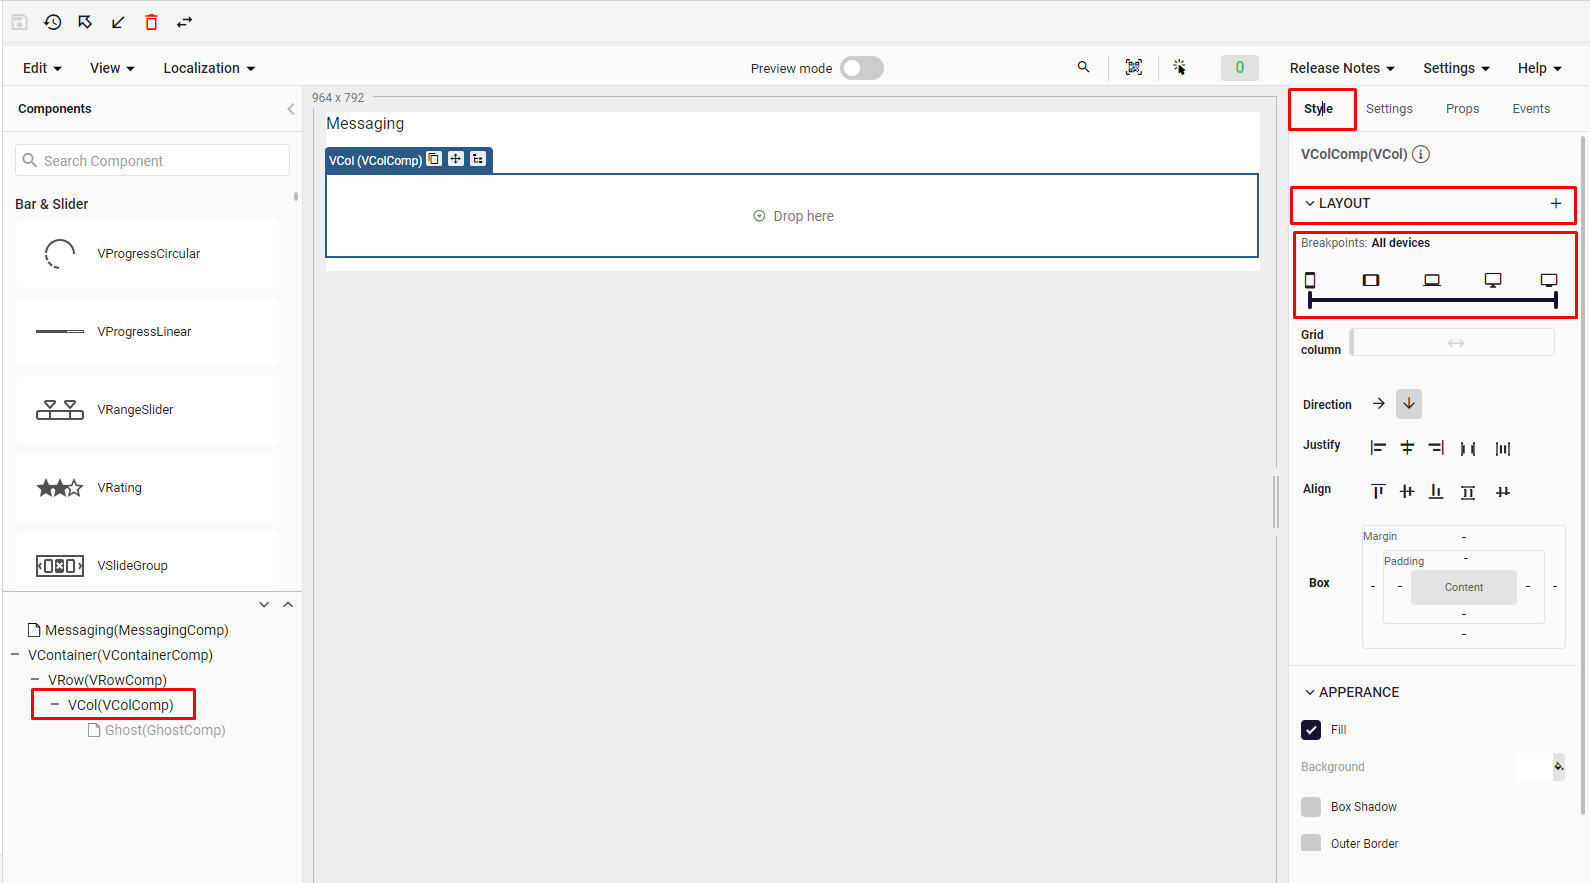 Edit View Localization Preview mode 0 Release Notes Settings Help
Components
Search Component
Bar & Slider
VProgressCircular
VProgressLinear
VRangeSlider
VRating
VSlideGroup
Messaging(MessagingComp)
VContainer(VContainerComp)
VRow(VRowComp)
VCol(VColComp)
Ghost(GhostComp)
964 x 792
Messaging
VCol (VColComp)
Drop here
Style Settings Props Events
VColComp(VCol)
LAYOUT
Breakpoints: All devices
Grid
column
Direction
Justify
Align
Margin
Padding
Box
Content
APPERANCE
Fill
Background
Box Shadow
Outer Border